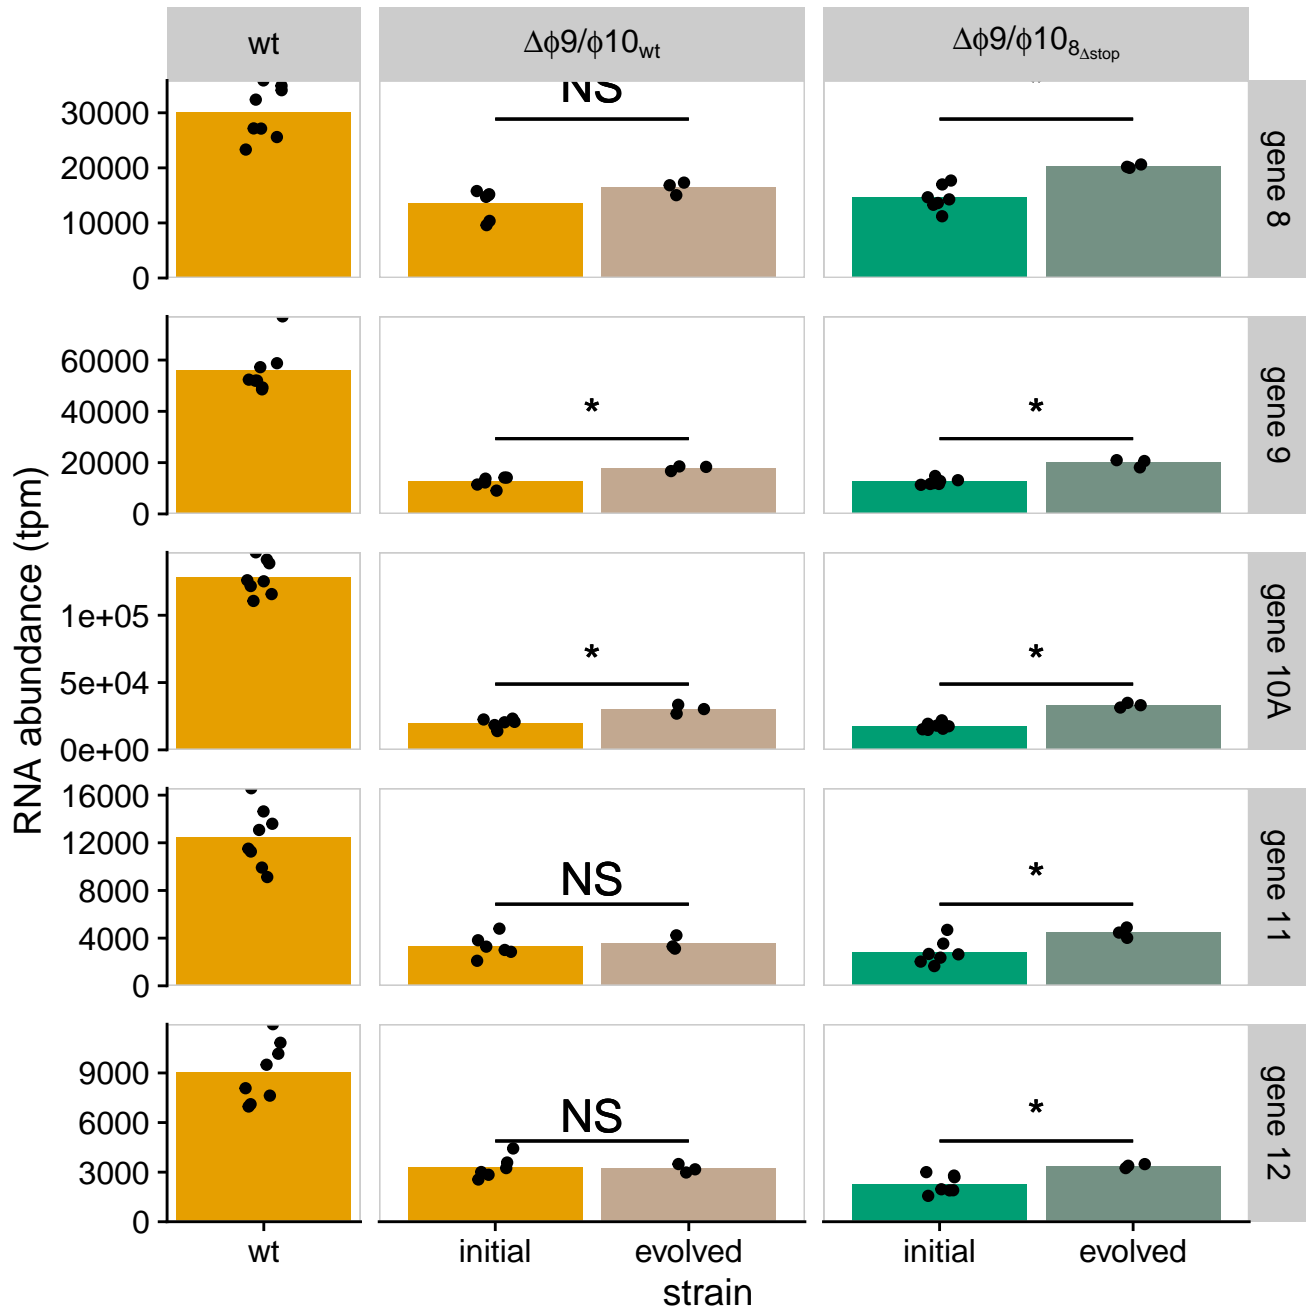 wt
Δϕ9/ϕ10wt
Δϕ9/ϕ108Δstop
RNA abundance (tpm)
30000
20000
10000
0
NS
gene 8
60000
40000
20000
0
*
*
gene 9
1e+05
5e+04
0e+00
*
*
gene 10A
16000
12000
8000
4000
0
NS
*
gene 11
9000
6000
3000
0
NS
*
gene 12
wt
initial
evolved
initial
evolved
strain